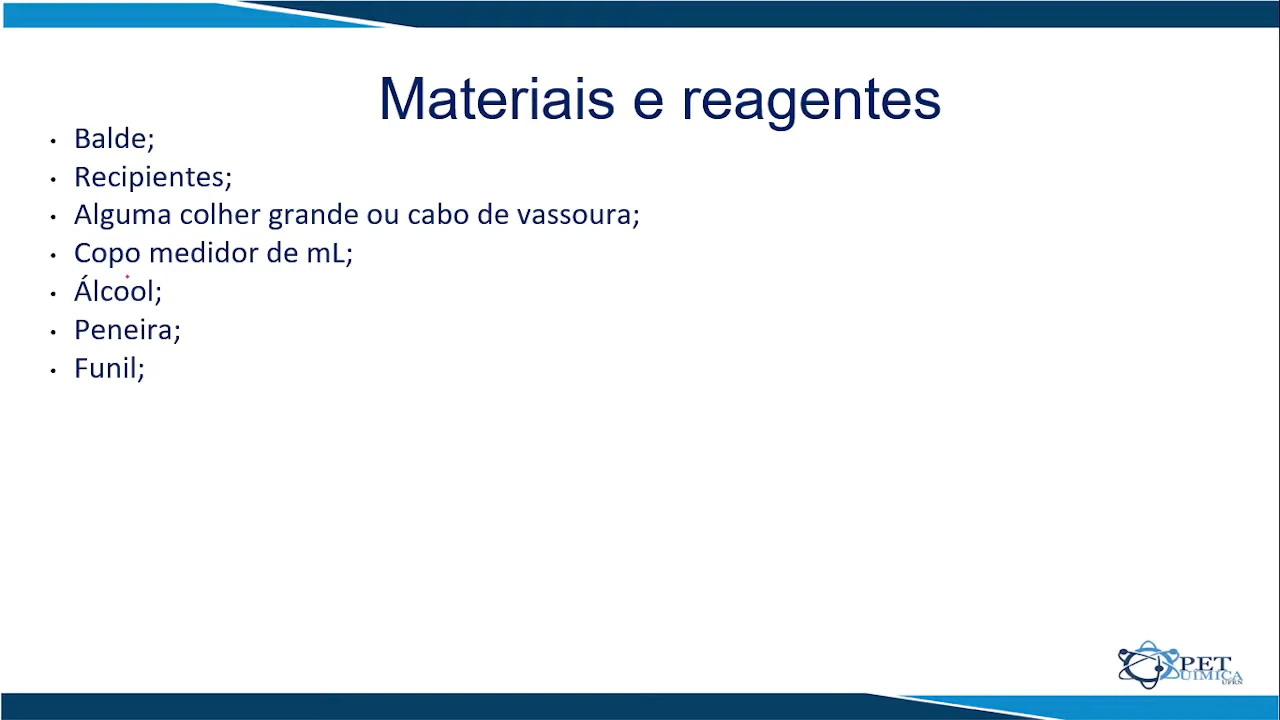 Materiais e reagentes
• Balde;
• Recipientes;
• Alguma colher grande ou cabo de vassoura;
• Copo medidor de mL;
• Álcool;
• Peneira;
• Funil;
PET
QUIMICA
UFRN